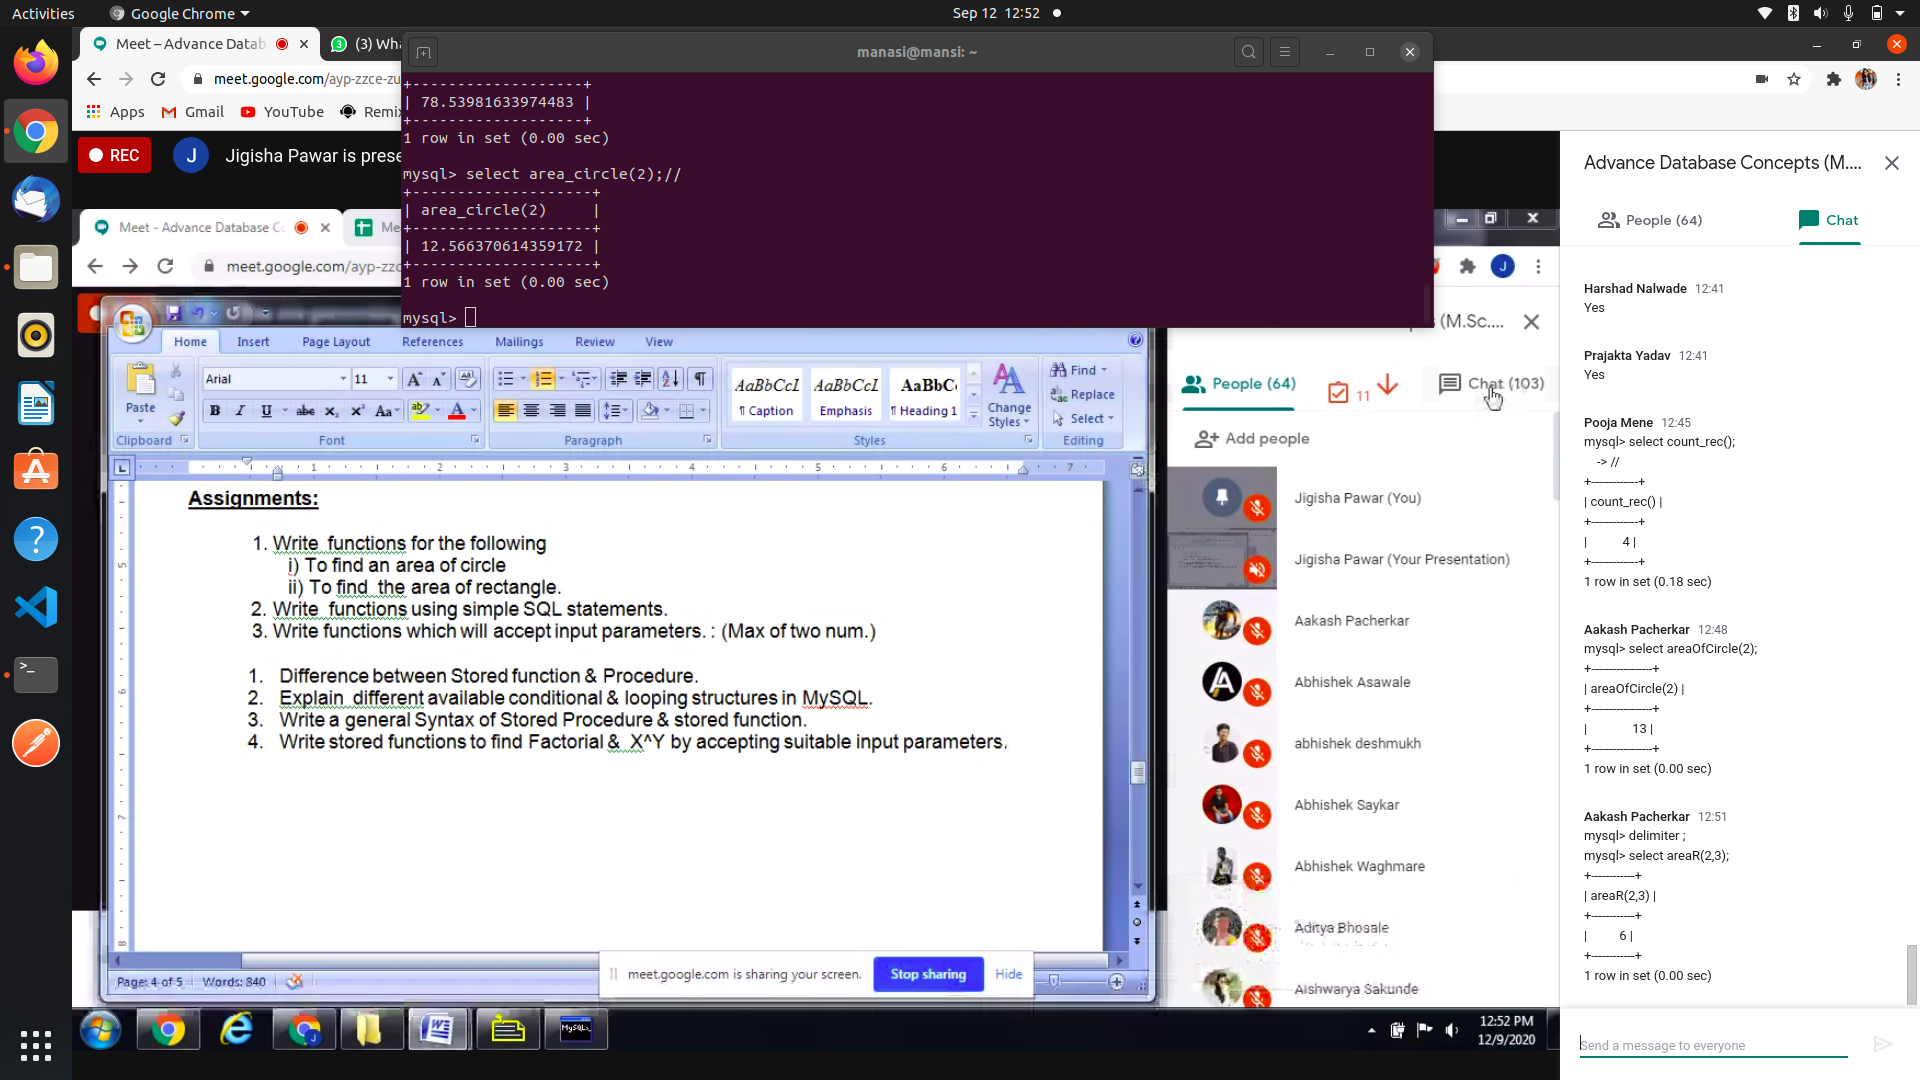 Activities
Google Chrome
Sep 12 12:52
Meet – Advance Datab
(3) Wha
manasi@mansi: ~
meet.google.com/ayp-zzce-zu
Apps
Gmail
YouTube
Remix
REC
J
Jigisha Pawar is prese
+-------------------+
| 78.53981633974483 |
+-------------------+
1 row in set (0.00 sec)
mysql> select area_circle(2);//
+--------------------+
| area_circle(2)     |
+--------------------+
| 12.566370614359172 |
+--------------------+
1 row in set (0.00 sec)
mysql>
Meet - Advance Database C
Me
meet.google.com/ayp-zzc
J
Home
Insert
Page Layout
References
Mailings
Review
View
Paste
Clipboard
Arial
11
Font
Paragraph
AaBbCcL
¶ Caption
AaBbCcL
Emphasis
AaBbC
¶ Heading 1
Change Styles
Styles
Find
Replace
Select
Editing
Assignments:
1. Write functions for the following
i) To find an area of circle
ii) To find the area of rectangle.
2. Write functions using simple SQL statements.
3. Write functions which will accept input parameters. : (Max of two num.)
1. Difference between Stored function & Procedure.
2. Explain different available conditional & looping structures in MySQL.
3. Write a general Syntax of Stored Procedure & stored function.
4. Write stored functions to find Factorial & X^Y by accepting suitable input parameters.
Page: 4 of 5
Words: 840
meet.google.com is sharing your screen.
Stop sharing
Hide
(M.Sc....
People (64)
11
Chat (103)
Add people
Jigisha Pawar (You)
Jigisha Pawar (Your Presentation)
Aakash Pacherkar
Abhishek Asawale
abhishek deshmukh
Abhishek Saykar
Abhishek Waghmare
Aditya Bhosale
Aishwarya Sakunde
12:52 PM
12/9/2020
Advance Database Concepts (M....
People (64)
Chat
Harshad Nalwade 12:41
Yes
Prajakta Yadav 12:41
Yes
Pooja Mene 12:45
mysql> select count_rec();
-> //
+-------------+
| count_rec() |
+-------------+
| 4 |
+-------------+
1 row in set (0.18 sec)
Aakash Pacherkar 12:48
mysql> select areaOfCircle(2);
+-----------------+
| areaOfCircle(2) |
+-----------------+
| 13 |
+-----------------+
1 row in set (0.00 sec)
Aakash Pacherkar 12:51
mysql> delimiter ;
mysql> select areaR(2,3);
+------------+
| areaR(2,3) |
+------------+
| 6 |
+------------+
1 row in set (0.00 sec)
Send a message to everyone